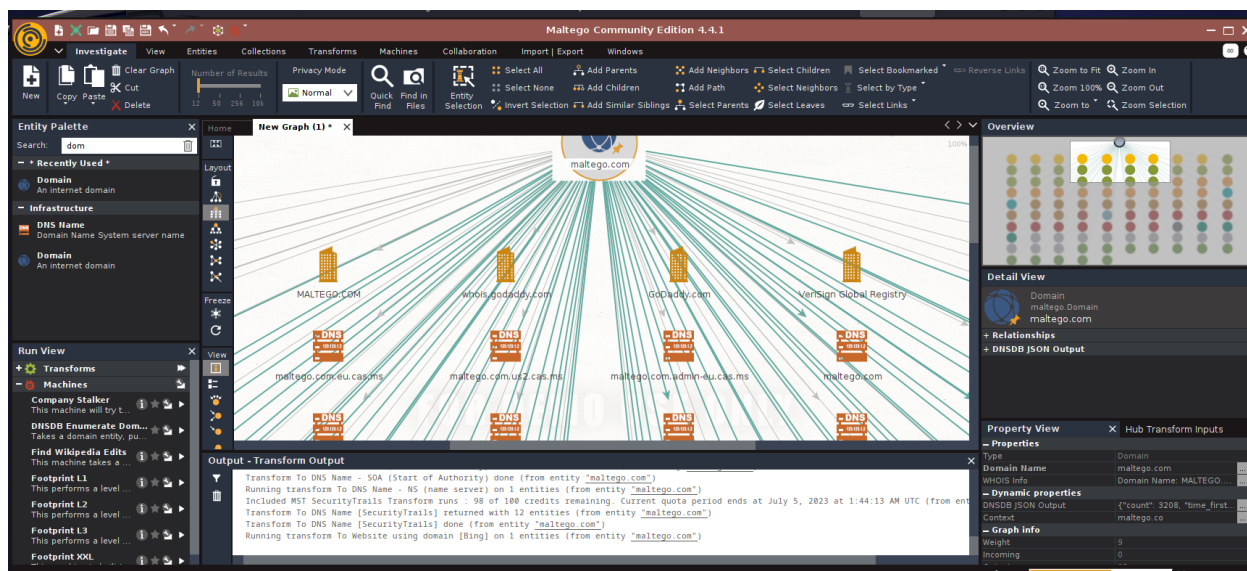 Maltego Community Edition 4.4.1
Investigate View Entities Collections Transforms Machines Collaboration Import | Export Windows
New
Copy Paste
Clear Graph
Cut
Delete
Number of Results
12 50 256 10k
Privacy Mode
Normal
Quick Find
Find in Files
Entity Selection
Select All
Select None
Invert Selection
Add Parents
Add Children
Add Similar Siblings
Add Neighbors
Add Path
Select Parents
Select Children
Select Neighbors
Select Leaves
Select Bookmarked
Select by Type
Select Links
Reverse Links
Zoom to Fit
Zoom 100%
Zoom to
Zoom In
Zoom Out
Zoom Selection
Entity Palette
Search: dom
* Recently Used *
Domain
An internet domain
Infrastructure
DNS Name
Domain Name System server name
Domain
An internet domain
Run View
Transforms
Machines
Company Stalker
This machine will try t...
DNSDB Enumerate Dom...
Takes a domain entity, pu...
Find Wikipedia Edits
This machine takes a ...
Footprint L1
This performs a level ...
Footprint L2
This performs a level ...
Footprint L3
This performs a level ...
Footprint XXL
Home
New Graph (1) *
Layout
Freeze
View
100%
maltego.com
MALTEGO.COM
whois.godaddy.com
GoDaddy.com
VeriSign Global Registry
DNS
DNS
DNS
DNS
maltego.com.eu.cas.ms
maltego.com.us2.cas.ms
maltego.com.admin-eu.cas.ms
maltego.com
DNS
DNS
DNS
DNS
Output - Transform Output
Transform To DNS Name - SOA (Start of Authority) done (from entity "maltego.com")
Running transform To DNS Name - NS (name server) on 1 entities (from entity "maltego.com")
Included MST SecurityTrails Transform runs : 98 of 100 credits remaining. Current quota period ends at July 5, 2023 at 1:44:13 AM UTC (from ent
Transform To DNS Name [SecurityTrails] returned with 12 entities (from entity "maltego.com")
Transform To DNS Name [SecurityTrails] done (from entity "maltego.com")
Running transform To Website using domain [Bing] on 1 entities (from entity "maltego.com")
Overview
Detail View
Domain
maltego.Domain
maltego.com
+ Relationships
+ DNSDB JSON Output
Property View
Hub Transform Inputs
Properties
Type Domain
Domain Name maltego.com
WHOIS Info Domain Name: MALTEGO....
Dynamic properties
DNSDB JSON Output {"count": 3208, "time_first...
Context maltego.co
Graph info
Weight 9
Incoming 0